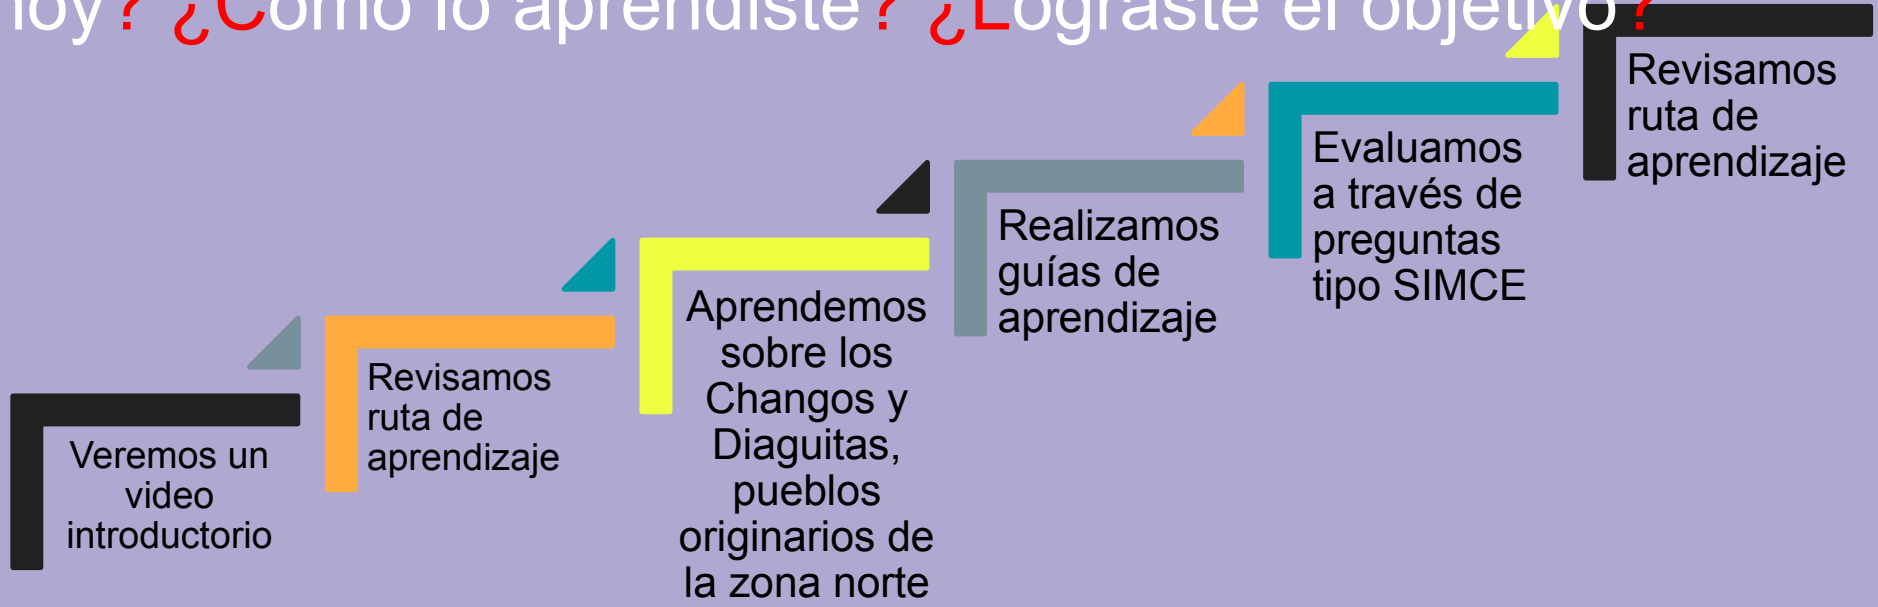 hoy? ¿Cómo lo aprendiste? ¿Lograste el objetivo?
Veremos un
video
introductorio
Revisamos
ruta de
aprendizaje
Aprendemos
sobre los
Changos y
Diaguitas,
pueblos
originarios de
la zona norte
Realizamos
guías de
aprendizaje
Evaluamos
a través de
preguntas
tipo SIMCE
Revisamos
ruta de
aprendizaje